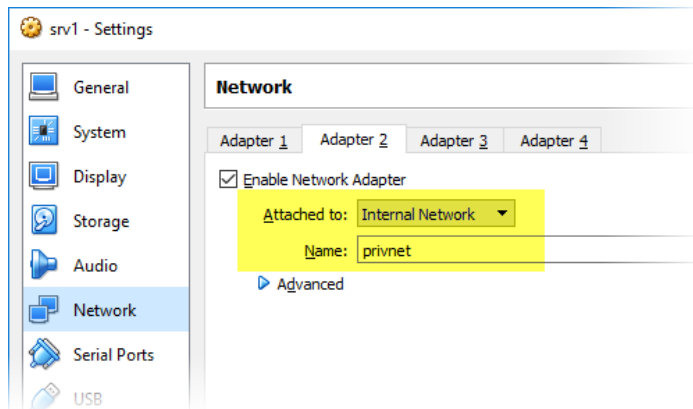 srv1 - Settings
General
System
Display
Storage
Audio
Network
Serial Ports
USB
Network
Adapter 1
Adapter 2
Adapter 3
Adapter 4
Enable Network Adapter
Attached to: Internal Network
Name: privnet
Advanced